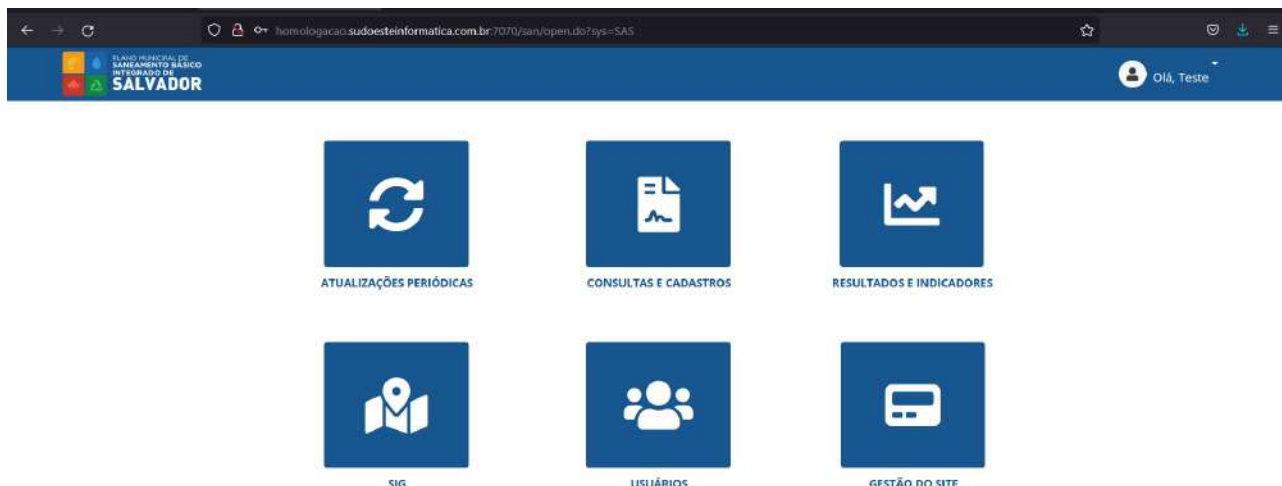 homologacao.sudoesteinformatica.com.br:7070/san/open.do?sys=SAS
PLANO MUNICIPAL DE
SANEAMENTO BÁSICO
INTEGRADO DE
SALVADOR
Olá, Teste
ATUALIZAÇÕES PERIÓDICAS
CONSULTAS E CADASTROS
RESULTADOS E INDICADORES
SIG
USUÁRIOS
GESTÃO DO SITE